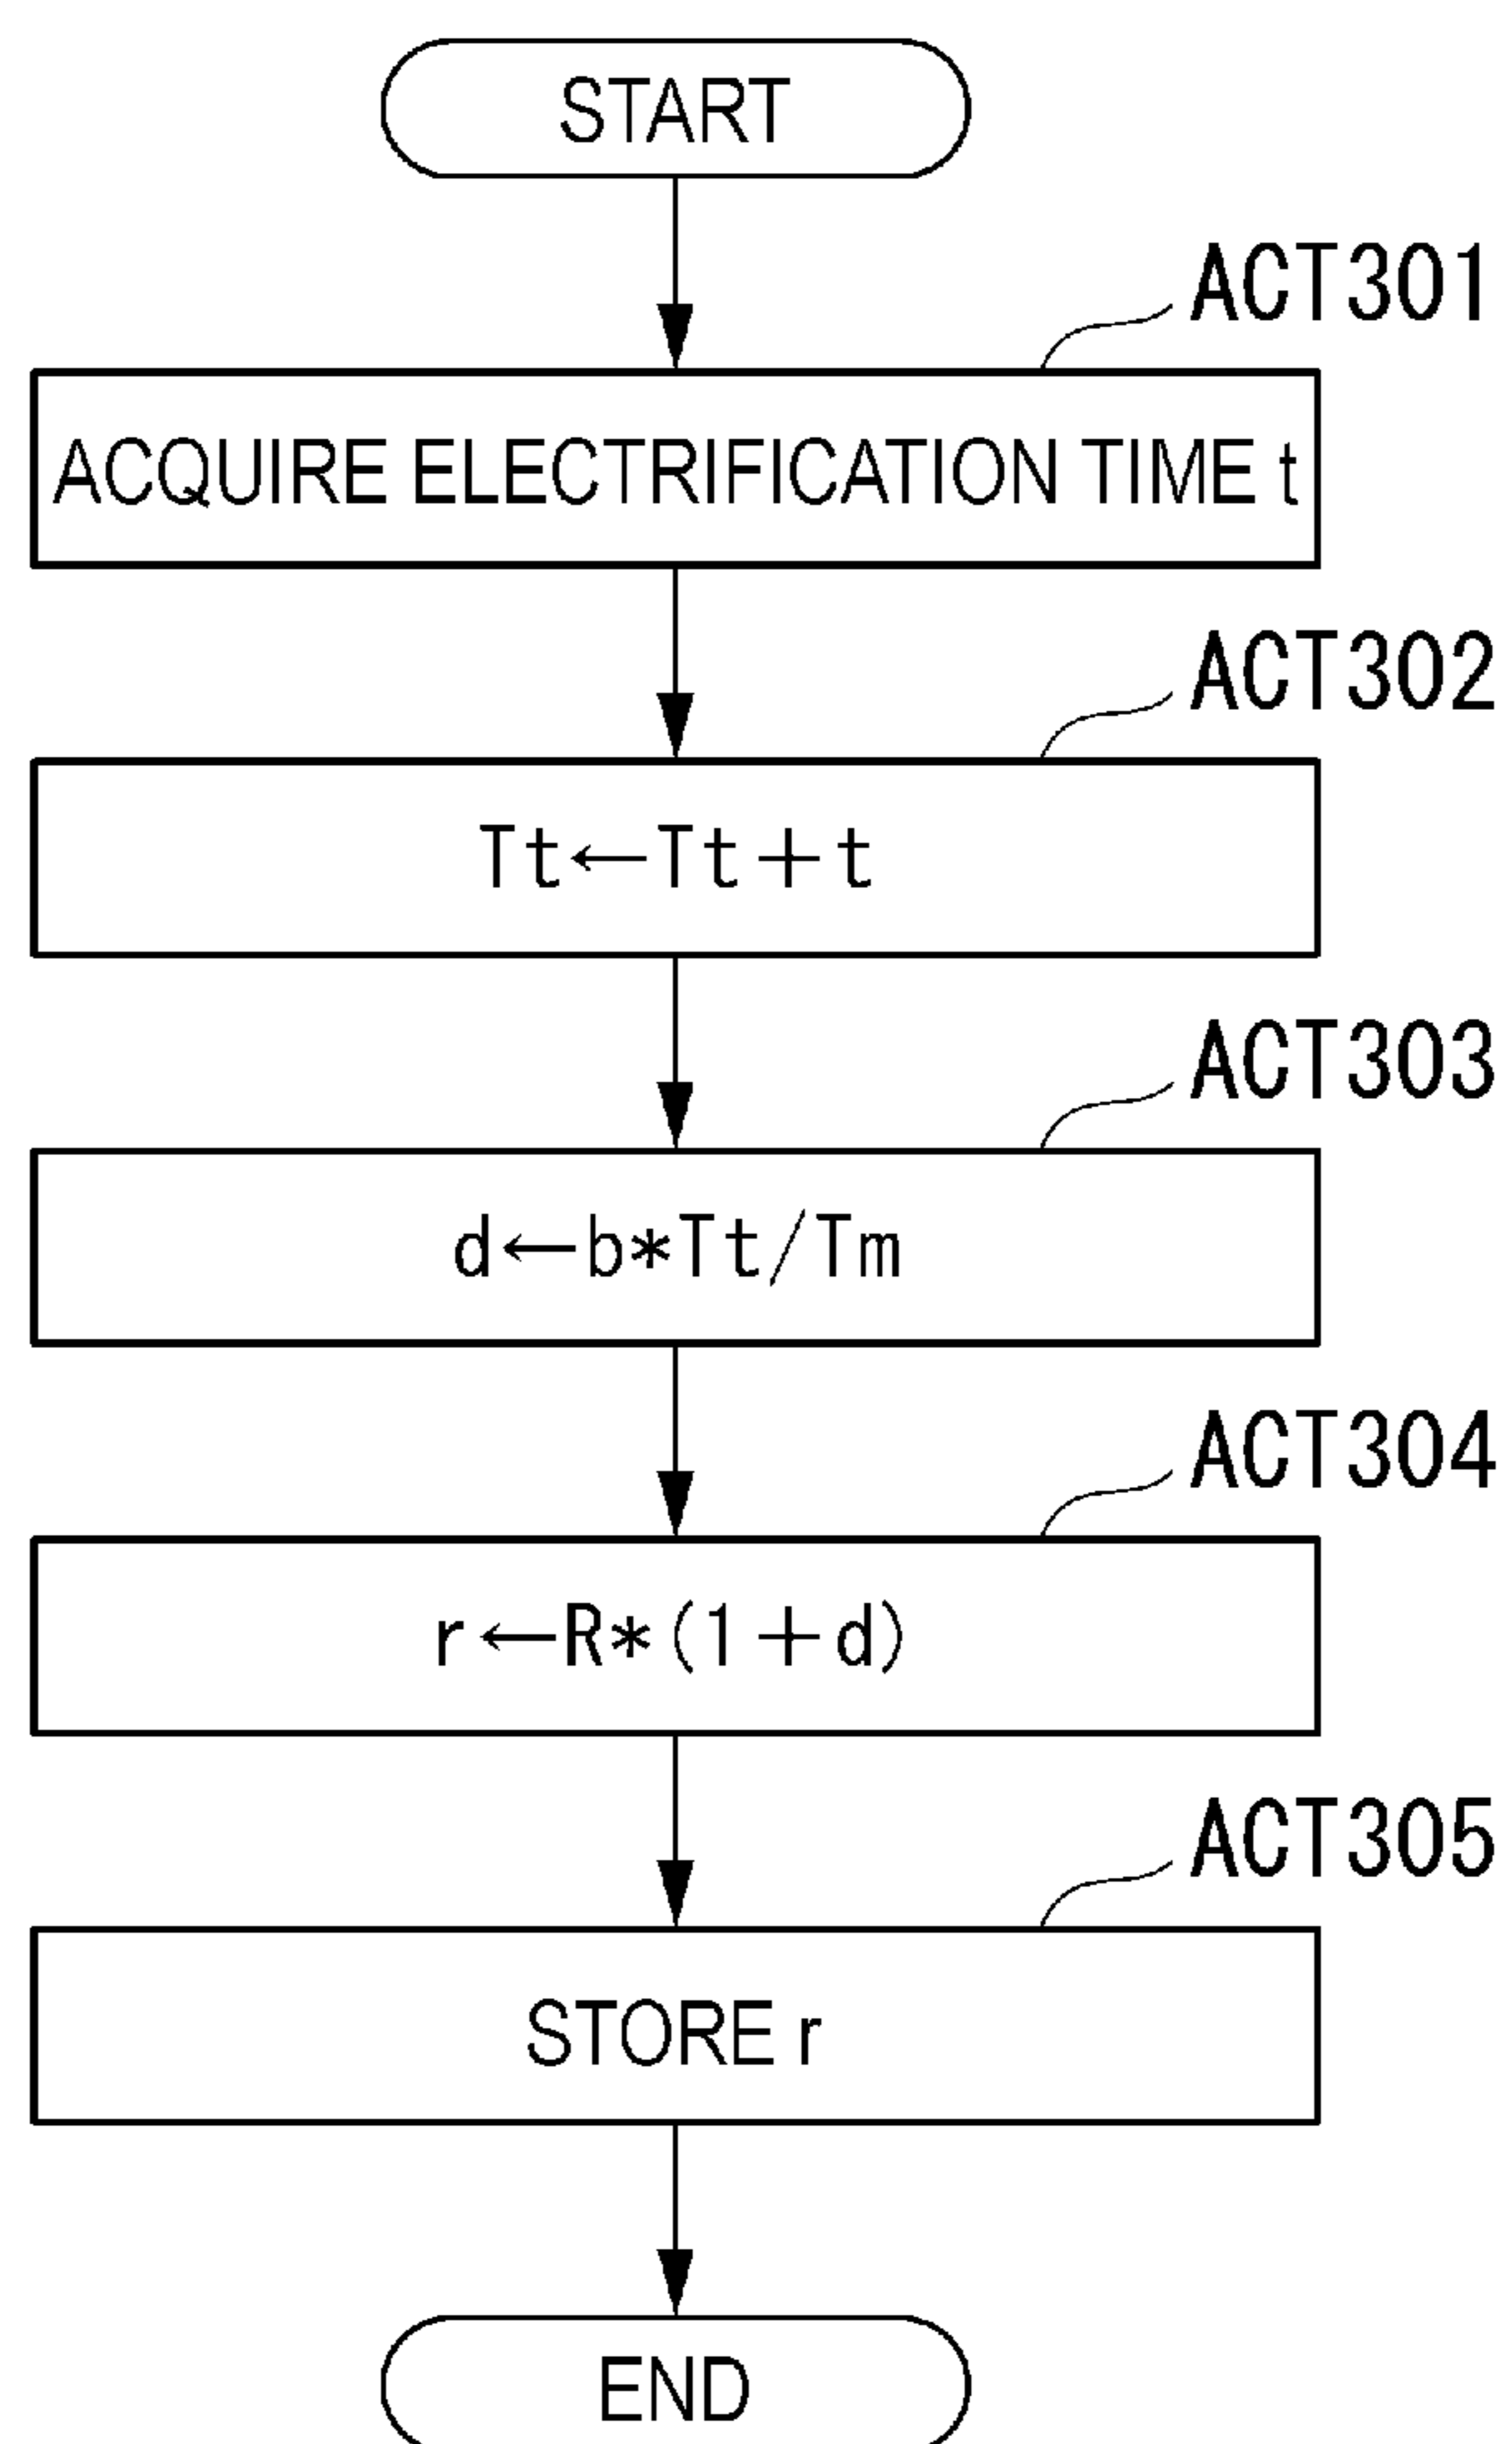 START
ACT301
ACQUIRE ELECTRIFICATION TIME t
ACT302
Tt←Tt+t
ACT303
d←b*Tt/Tm
ACT304
r←R*(1+d)
ACT305
STORE r
END